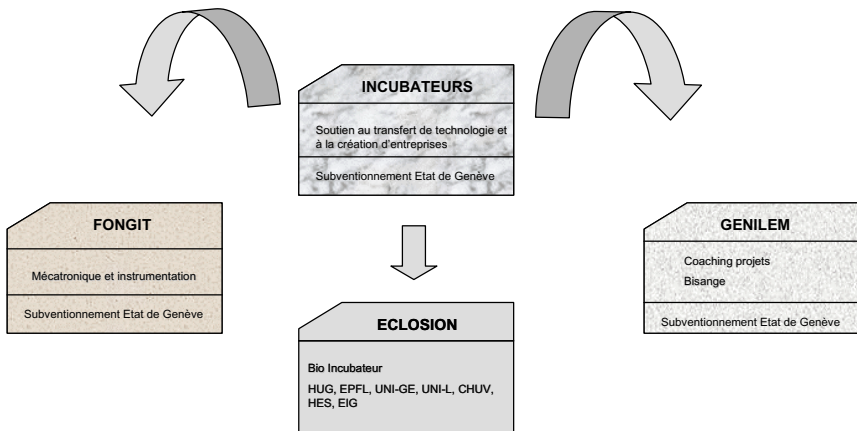 INCUBATEURS
Soutien au transfert de technologie et
à la création d'entreprises
Subventionnement Etat de Genève
FONGIT
Mécatronique et instrumentation
Subventionnement Etat de Genève
GENILEM
Coaching projets
Bisange
Subventionnement Etat de Genève
ECLOSION
Bio Incubateur
HUG, EPFL, UNI-GE, UNI-L, CHUV,
HES, EIG